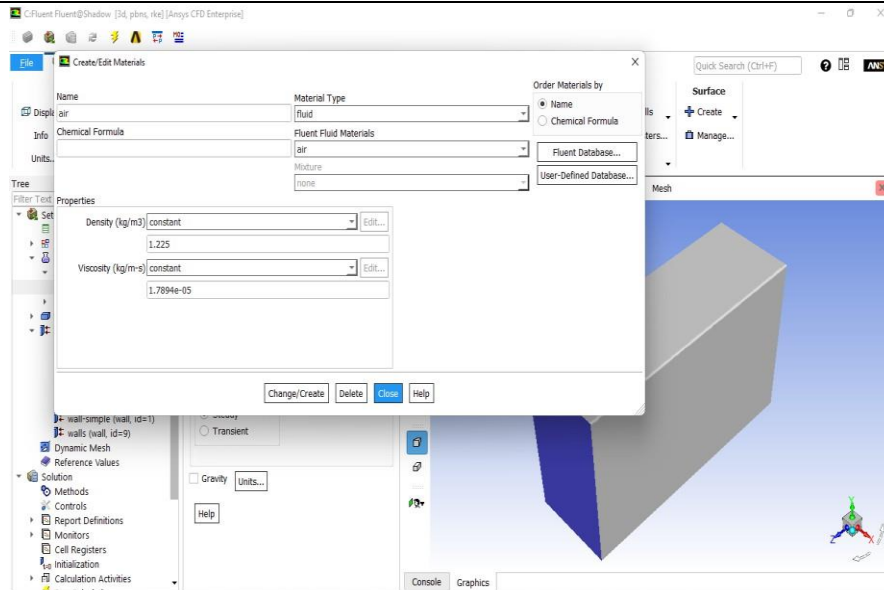 C:Fluent Fluent@Shadow [3d, pbns, rke] [Ansys CFD Enterprise]
File
Quick Search (Ctrl+F)
ANS
Create/Edit Materials
Name
air
Chemical Formula
Material Type
fluid
Fluent Fluid Materials
air
Mixture
none
Order Materials by
Name
Chemical Formula
Fluent Database...
User-Defined Database...
Properties
Density (kg/m3) constant Edit...
1.225
Viscosity (kg/m-s) constant Edit...
1.7894e-05
Change/Create Delete Close Help
Displa
Info
Units..
lls
ters...
Surface
Create
Manage...
Tree
Filter Text
Set
wall-simple (wall, id=1)
walls (wall, id=9)
Dynamic Mesh
Reference Values
Solution
Methods
Controls
Report Definitions
Monitors
Cell Registers
Initialization
Calculation Activities
Transient
Gravity Units...
Help
Mesh
Y
Z
X
Console Graphics